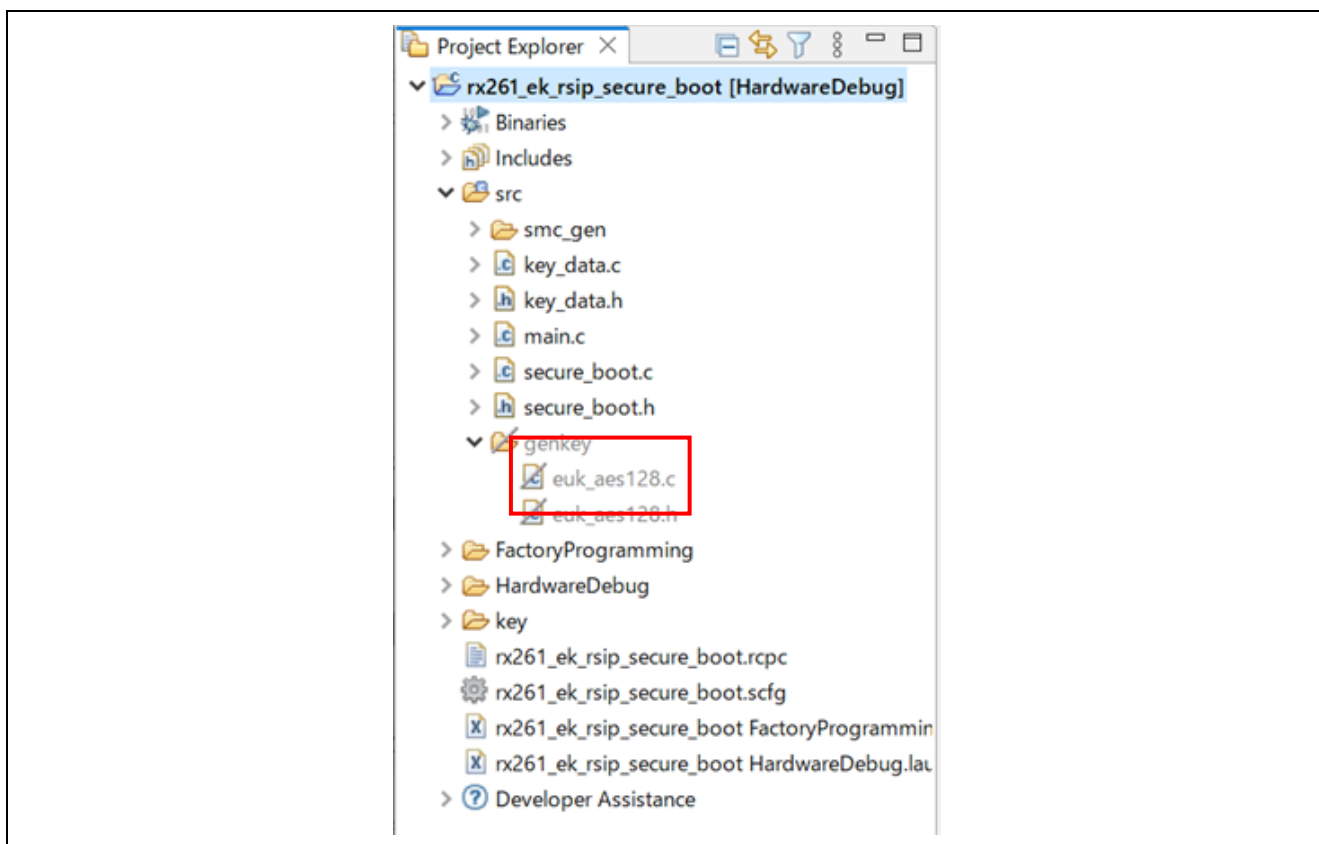 Project Explorer
rx261_ek_rsip_secure_boot [HardwareDebug]
Binaries
Includes
src
smc_gen
key_data.c
key_data.h
main.c
secure_boot.c
secure_boot.h
genkey
euk_aes128.c
euk_aes128.h
FactoryProgramming
HardwareDebug
key
rx261_ek_rsip_secure_boot.rcpc
rx261_ek_rsip_secure_boot.scfg
rx261_ek_rsip_secure_boot FactoryProgrammin
rx261_ek_rsip_secure_boot HardwareDebug.lau
Developer Assistance